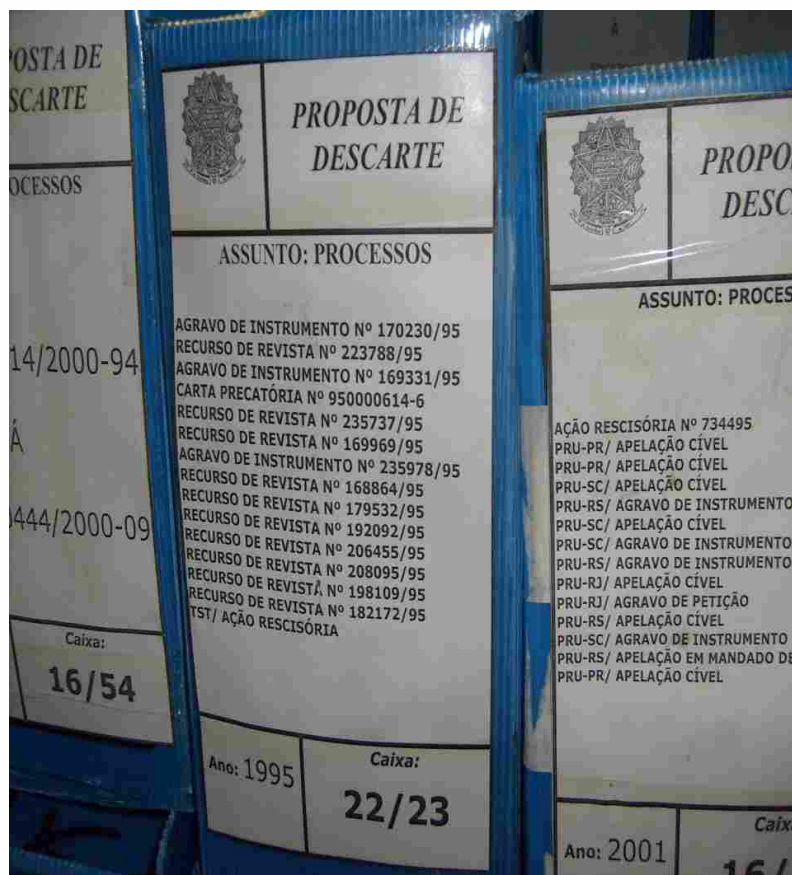 OSTA DE
SCARTE
OCESSOS
14/2000-94
Á
0444/2000-09
Caixa:
16/54
PROPOSTA DE
DESCARTE
ASSUNTO: PROCESSOS
AGRAVO DE INSTRUMENTO Nº 170230/95
RECURSO DE REVISTA Nº 223788/95
AGRAVO DE INSTRUMENTO Nº 169331/95
CARTA PRECATÓRIA Nº 950000614-6
RECURSO DE REVISTA Nº 235737/95
RECURSO DE REVISTA Nº 169969/95
AGRAVO DE INSTRUMENTO Nº 235978/95
RECURSO DE REVISTA Nº 168864/95
RECURSO DE REVISTA Nº 179532/95
RECURSO DE REVISTA Nº 192092/95
RECURSO DE REVISTA Nº 206455/95
RECURSO DE REVISTA Nº 208095/95
RECURSO DE REVISTA Nº 198109/95
RECURSO DE REVISTA Nº 182172/95
TST/ AÇÃO RESCISÓRIA
Ano: 1995
Caixa:
22/23
PROPO
DESC
ASSUNTO: PROCES
AÇÃO RESCISÓRIA Nº 734495
PRU-PR/ APELAÇÃO CÍVEL
PRU-PR/ APELAÇÃO CÍVEL
PRU-SC/ APELAÇÃO CÍVEL
PRU-RS/ AGRAVO DE INSTRUMENTO
PRU-SC/ APELAÇÃO CÍVEL
PRU-SC/ AGRAVO DE INSTRUMENTO
PRU-RS/ AGRAVO DE INSTRUMENTO
PRU-RJ/ APELAÇÃO CÍVEL
PRU-RJ/ AGRAVO DE PETIÇÃO
PRU-RS/ APELAÇÃO CÍVEL
PRU-SC/ AGRAVO DE INSTRUMENTO
PRU-RS/ APELAÇÃO EM MANDADO DE
PRU-PR/ APELAÇÃO CÍVEL
Ano: 2001
Caix
16/